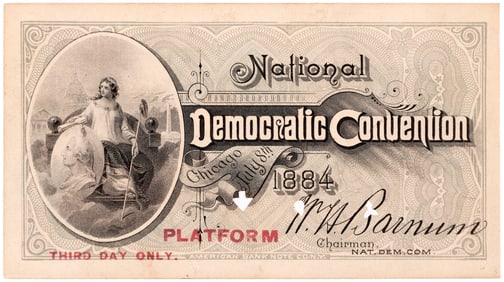 National
Democratic Convention
Chicago
July 8th
1884
W. H. Barnum
PLATFORM
Chairman,
NAT. DEM. COM.
THIRD DAY ONLY.
AMERICAN BANK NOTE CO. N.Y.